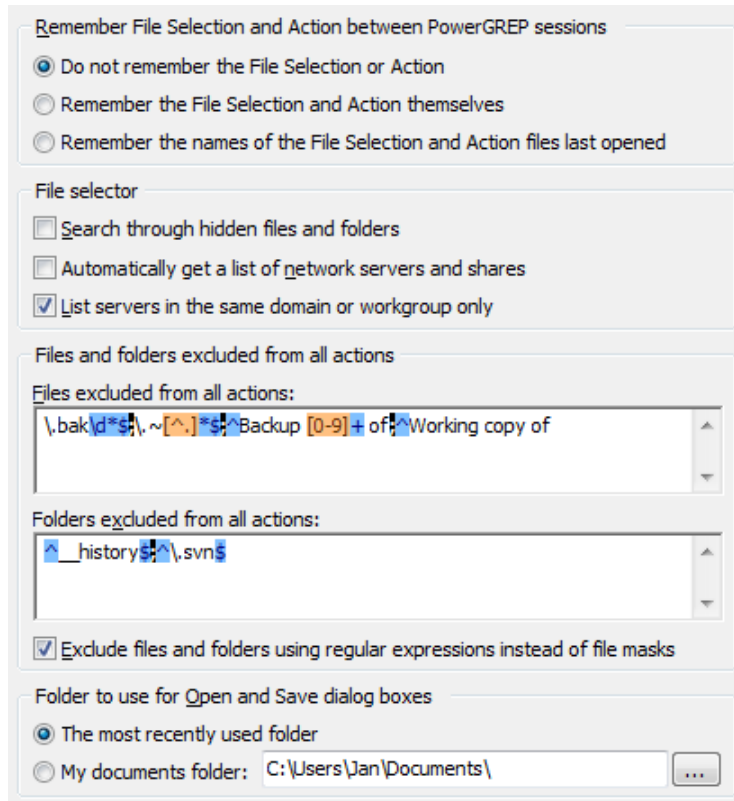 Remember File Selection and Action between PowerGREP sessions
Do not remember the File Selection or Action
Remember the File Selection and Action themselves
Remember the names of the File Selection and Action files last opened
File selector
Search through hidden files and folders
Automatically get a list of network servers and shares
List servers in the same domain or workgroup only
Files and folders excluded from all actions
Files excluded from all actions:
\.bak\d*$;\.~[^.]*$;^Backup [0-9]+ of;^Working copy of
Folders excluded from all actions:
^__history$;^\.svn$
Exclude files and folders using regular expressions instead of file masks
Folder to use for Open and Save dialog boxes
The most recently used folder
My documents folder: C:\Users\Jan\Documents\ ...